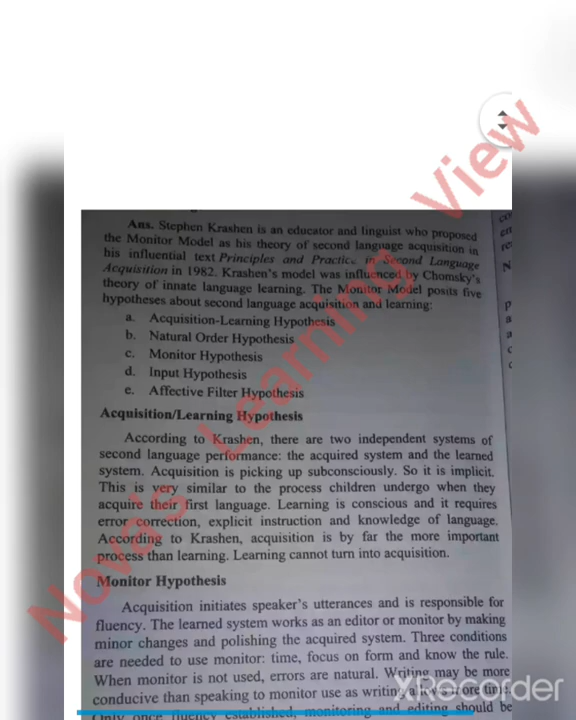 Ans. Stephen Krashen is an educator and linguist who proposed
the Monitor Model as his theory of second language acquisition in
his influential text Principles and Practice in Second Language
Acquisition in 1982. Krashen's model was influenced by Chomsky's
theory of innate language learning. The Monitor Model posits five
hypotheses about second language acquisition and learning:
a. Acquisition-Learning Hypothesis
b. Natural Order Hypothesis
c. Monitor Hypothesis
d. Input Hypothesis
e. Affective Filter Hypothesis
Acquisition/Learning Hypothesis
According to Krashen, there are two independent systems of
second language performance: the acquired system and the learned
system. Acquisition is picking up subconsciously. So it is implicit.
This is very similar to the process children undergo when they
acquire their first language. Learning is conscious and it requires
error correction, explicit instruction and knowledge of language.
According to Krashen, acquisition is by far the more important
process than learning. Learning cannot turn into acquisition.
Monitor Hypothesis
Acquisition initiates speaker's utterances and is responsible for
fluency. The learned system works as an editor or monitor by making
minor changes and polishing the acquired system. Three conditions
are needed to use monitor: time, focus on form and know the rule.
When monitor is not used, errors are natural. Writing may be more
conducive than speaking to monitor use as writing allows more time.
Only once fluency established, monitoring and editing should be
Nova's Learning View
XRecorder